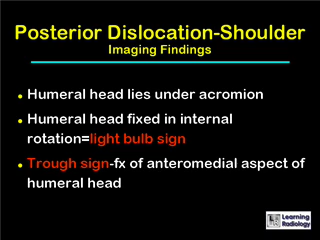 Posterior Dislocation-Shoulder
Imaging Findings
Humeral head lies under acromion
Humeral head fixed in internal
rotation=light bulb sign
Trough sign-fx of anteromedial aspect of
humeral head
Learning
Radiology